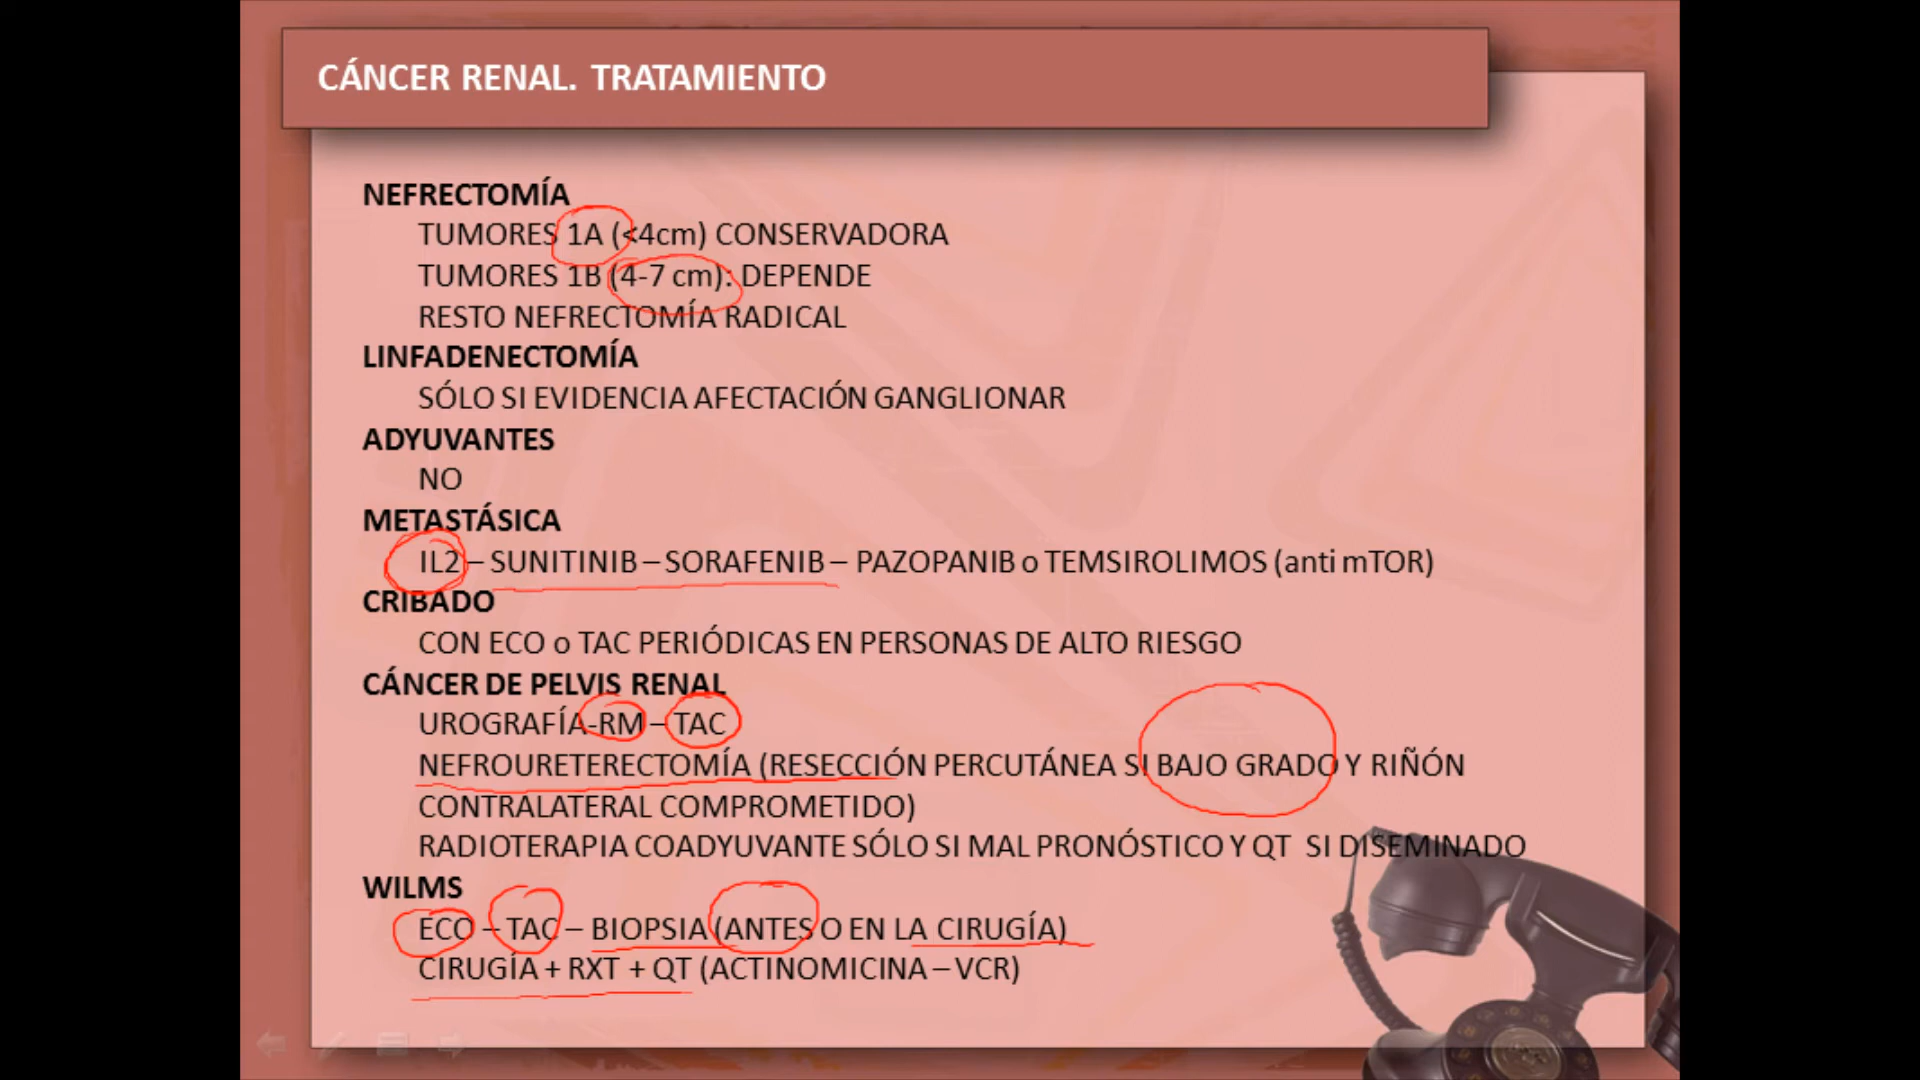 CÁNCER RENAL. TRATAMIENTO
NEFRECTOMÍA
TUMORES 1A (<4cm) CONSERVADORA
TUMORES 1B (4-7 cm): DEPENDE
RESTO NEFRECTOMÍA RADICAL
LINFADENECTOMÍA
SÓLO SI EVIDENCIA AFECTACIÓN GANGLIONAR
ADYUVANTES
NO
METASTÁSICA
IL2 – SUNITINIB – SORAFENIB – PAZOPANIB o TEMSIROLIMOS (anti mTOR)
CRIBADO
CON ECO o TAC PERIÓDICAS EN PERSONAS DE ALTO RIESGO
CÁNCER DE PELVIS RENAL
UROGRAFÍA-RM – TAC
NEFROURETERECTOMÍA (RESECCIÓN PERCUTÁNEA SI BAJO GRADO Y RIÑÓN
CONTRALATERAL COMPROMETIDO)
RADIOTERAPIA COADYUVANTE SÓLO SI MAL PRONÓSTICO Y QT SI DISEMINADO
WILMS
ECO – TAC – BIOPSIA (ANTES O EN LA CIRUGÍA)
CIRUGÍA + RXT + QT (ACTINOMICINA – VCR)